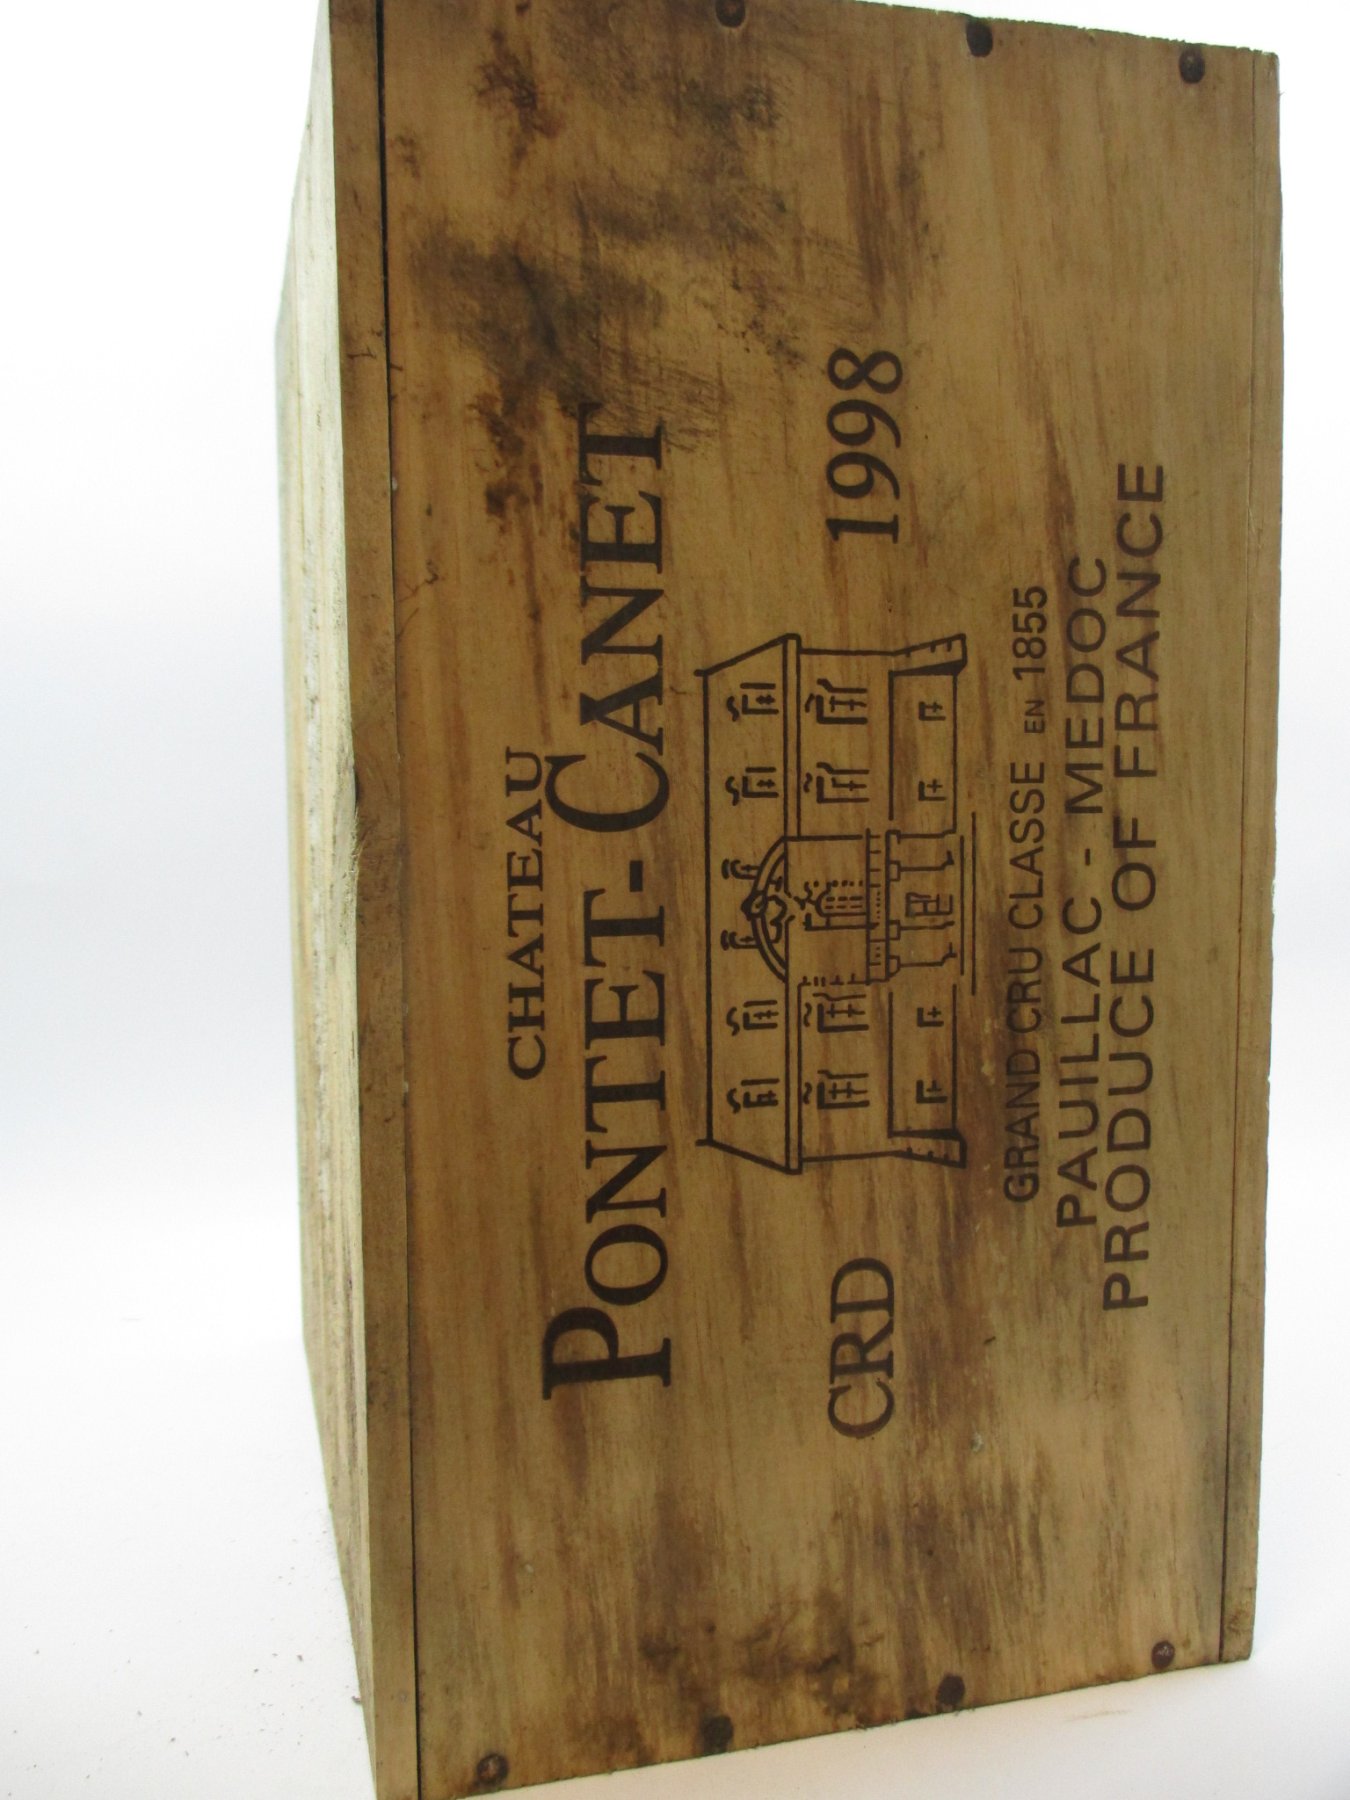 CHATEAU
PONTET-CANET
CRD 1998
GRAND CRU CLASSE EN 1855
PAUILLAC - MEDOC
PRODUCE OF FRANCE